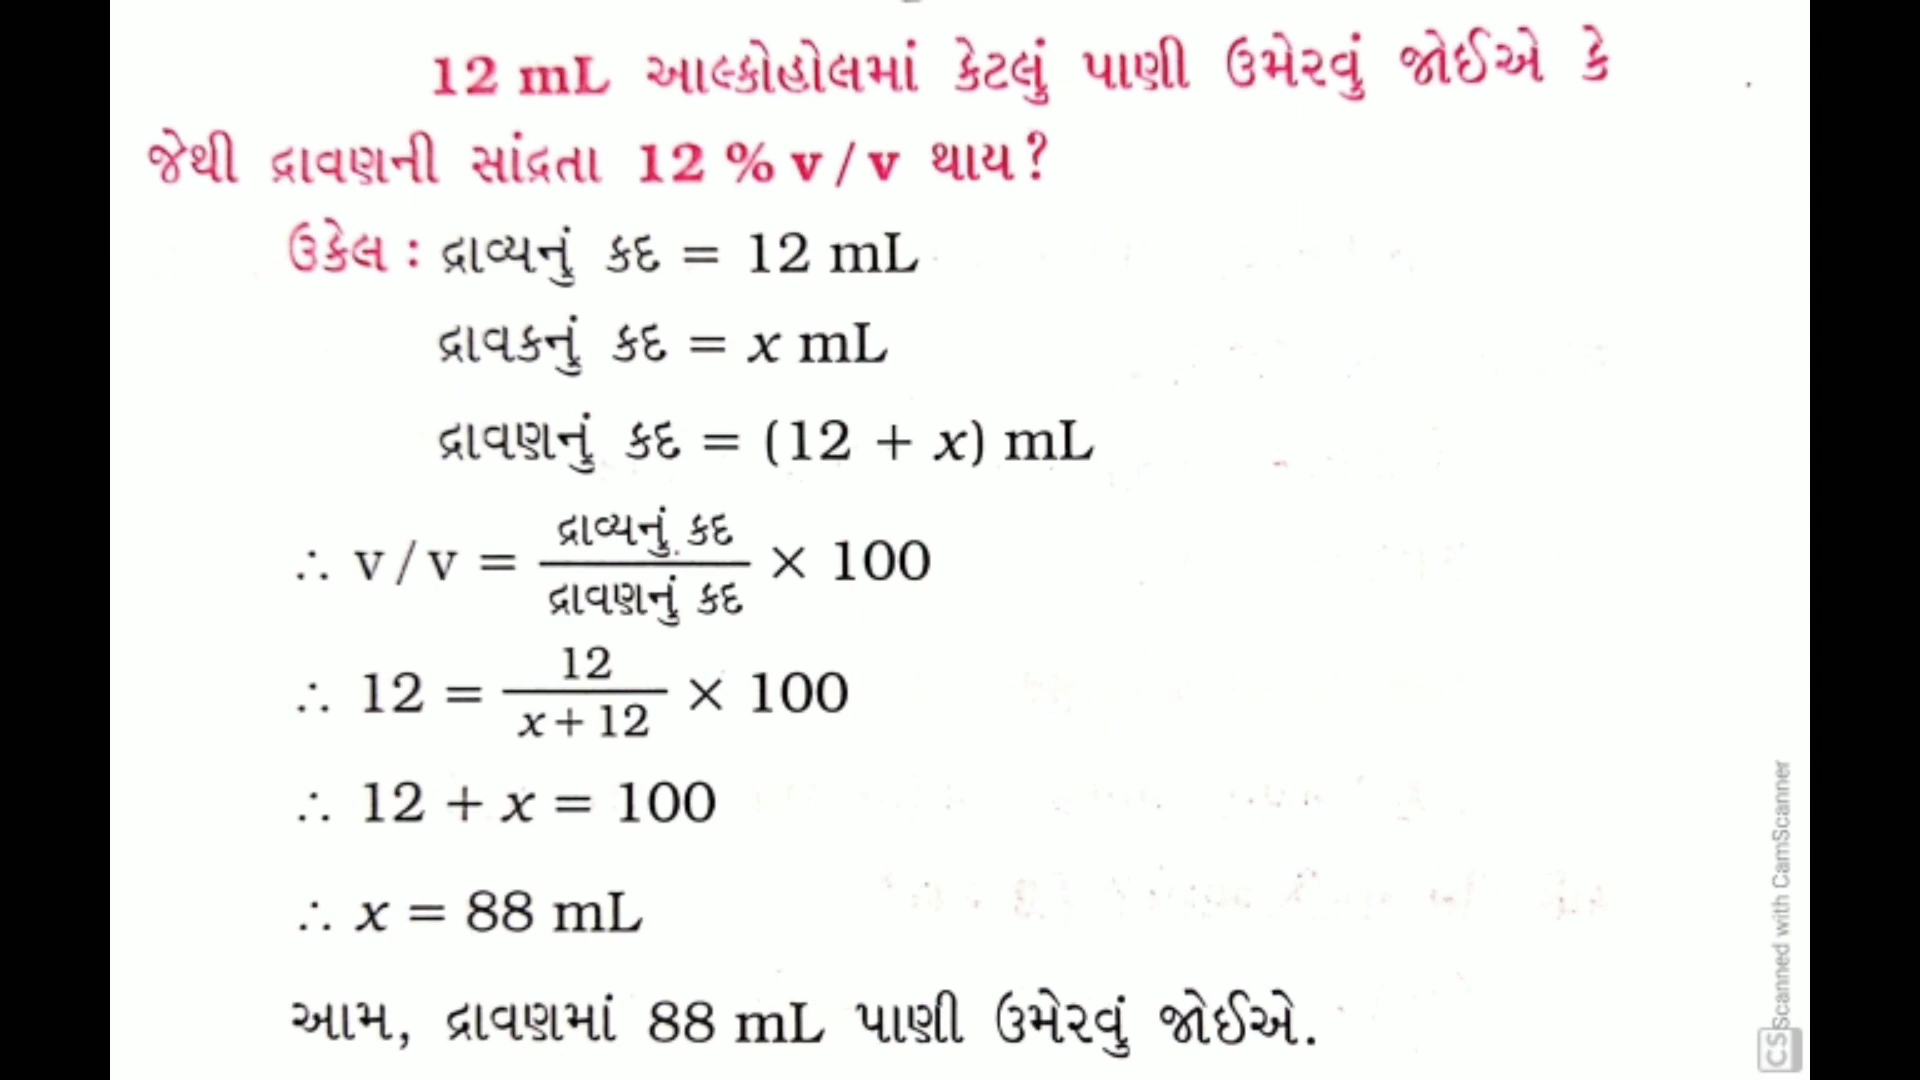 12 mL આલ્કોહોલમાં કેટલું પાણી ઉમેરવું જોઈએ કે
જેથી દ્રાવણની સાંદ્રતા 12 % v / v થાય?
ઉકેલ : દ્રાવ્યનું કદ = 12 mL
દ્રાવકનું કદ = x mL
દ્રાવણનું કદ = (12 + x) mL
∴ v / v = દ્રાવ્યનું કદ / દ્રાવણનું કદ × 100
∴ 12 = 12 / x + 12 × 100
∴ 12 + x = 100
∴ x = 88 mL
આમ, દ્રાવણમાં 88 mL પાણી ઉમેરવું જોઈએ.
CS Scanned with CamScanner